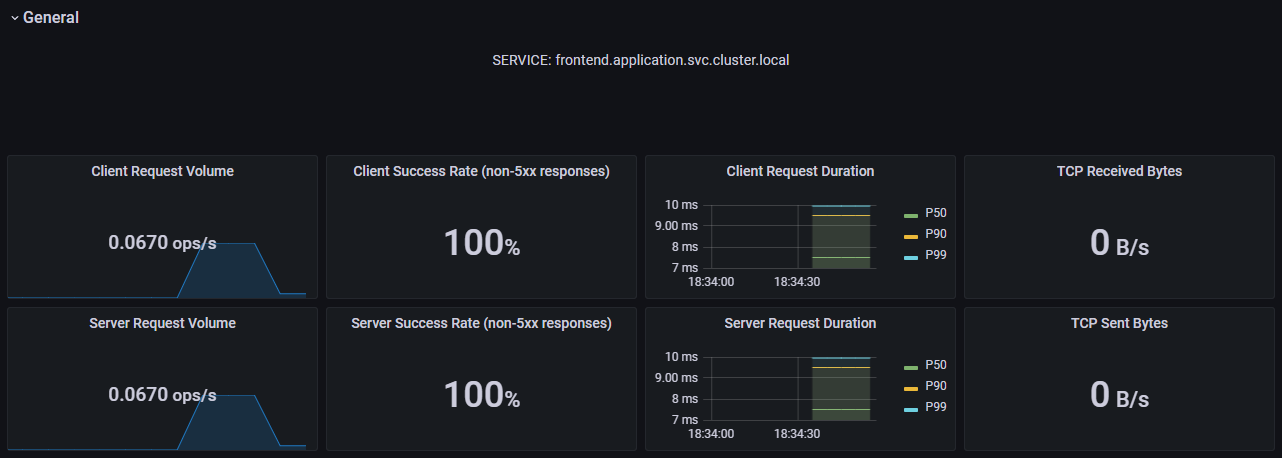 General
SERVICE: frontend.application.svc.cluster.local
Client Request Volume
0.0670 ops/s
Client Success Rate (non-5xx responses)
100%
Client Request Duration
10 ms
9.00 ms
8 ms
7 ms
18:34:00 18:34:30
P50
P90
P99
TCP Received Bytes
0 B/s
Server Request Volume
0.0670 ops/s
Server Success Rate (non-5xx responses)
100%
Server Request Duration
10 ms
9.00 ms
8 ms
7 ms
18:34:00 18:34:30
P50
P90
P99
TCP Sent Bytes
0 B/s